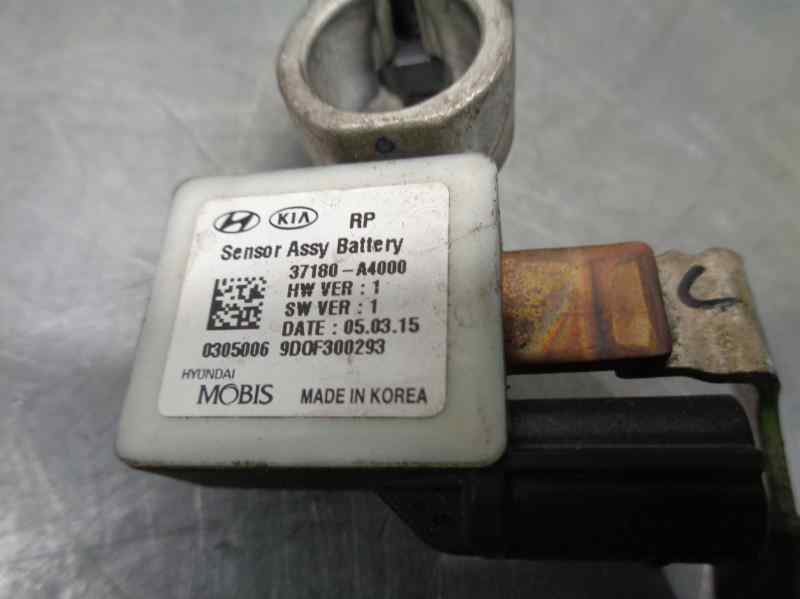 KIA RP
Sensor Assy Battery
37180-A4000
HW VER : 1
SW VER : 1
DATE : 05.03.15
0305006 9D0F300293
HYUNDAI
MOBIS MADE IN KOREA
C